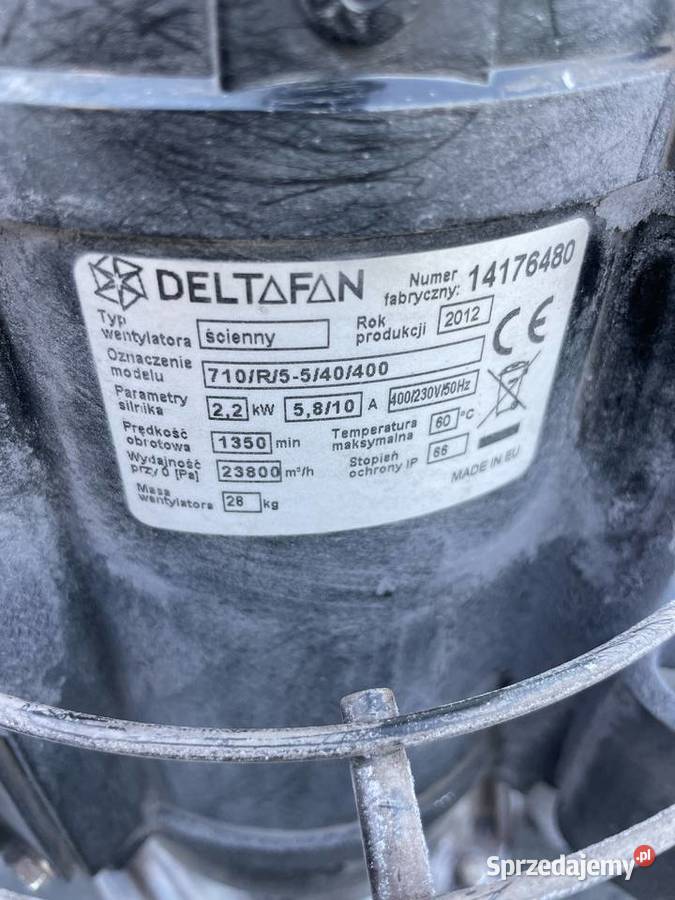 DELTAFAN Numer fabryczny: 14176480
Typ wentylatora ścienny Rok produkcji 2012 CE
Oznaczenie modelu 710/R/5-5/40/400
Parametry silnika 2,2 kW 5,8/10 A 400/230V/50Hz
Prędkość obrotowa 1350 min Temperatura maksymalna 60 °C
Wydajność przy 0 [Pa] 23800 m³/h Stopień ochrony IP 66
Masa wentylatora 28 kg MADE IN EU
Sprzedajemy.pl